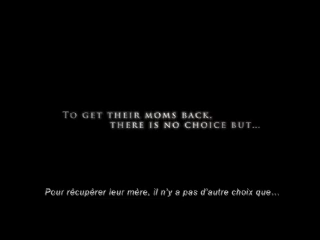 To get their moms back,
there is no choice but...
Pour récupérer leur mère, il n'y a pas d'autre choix que...